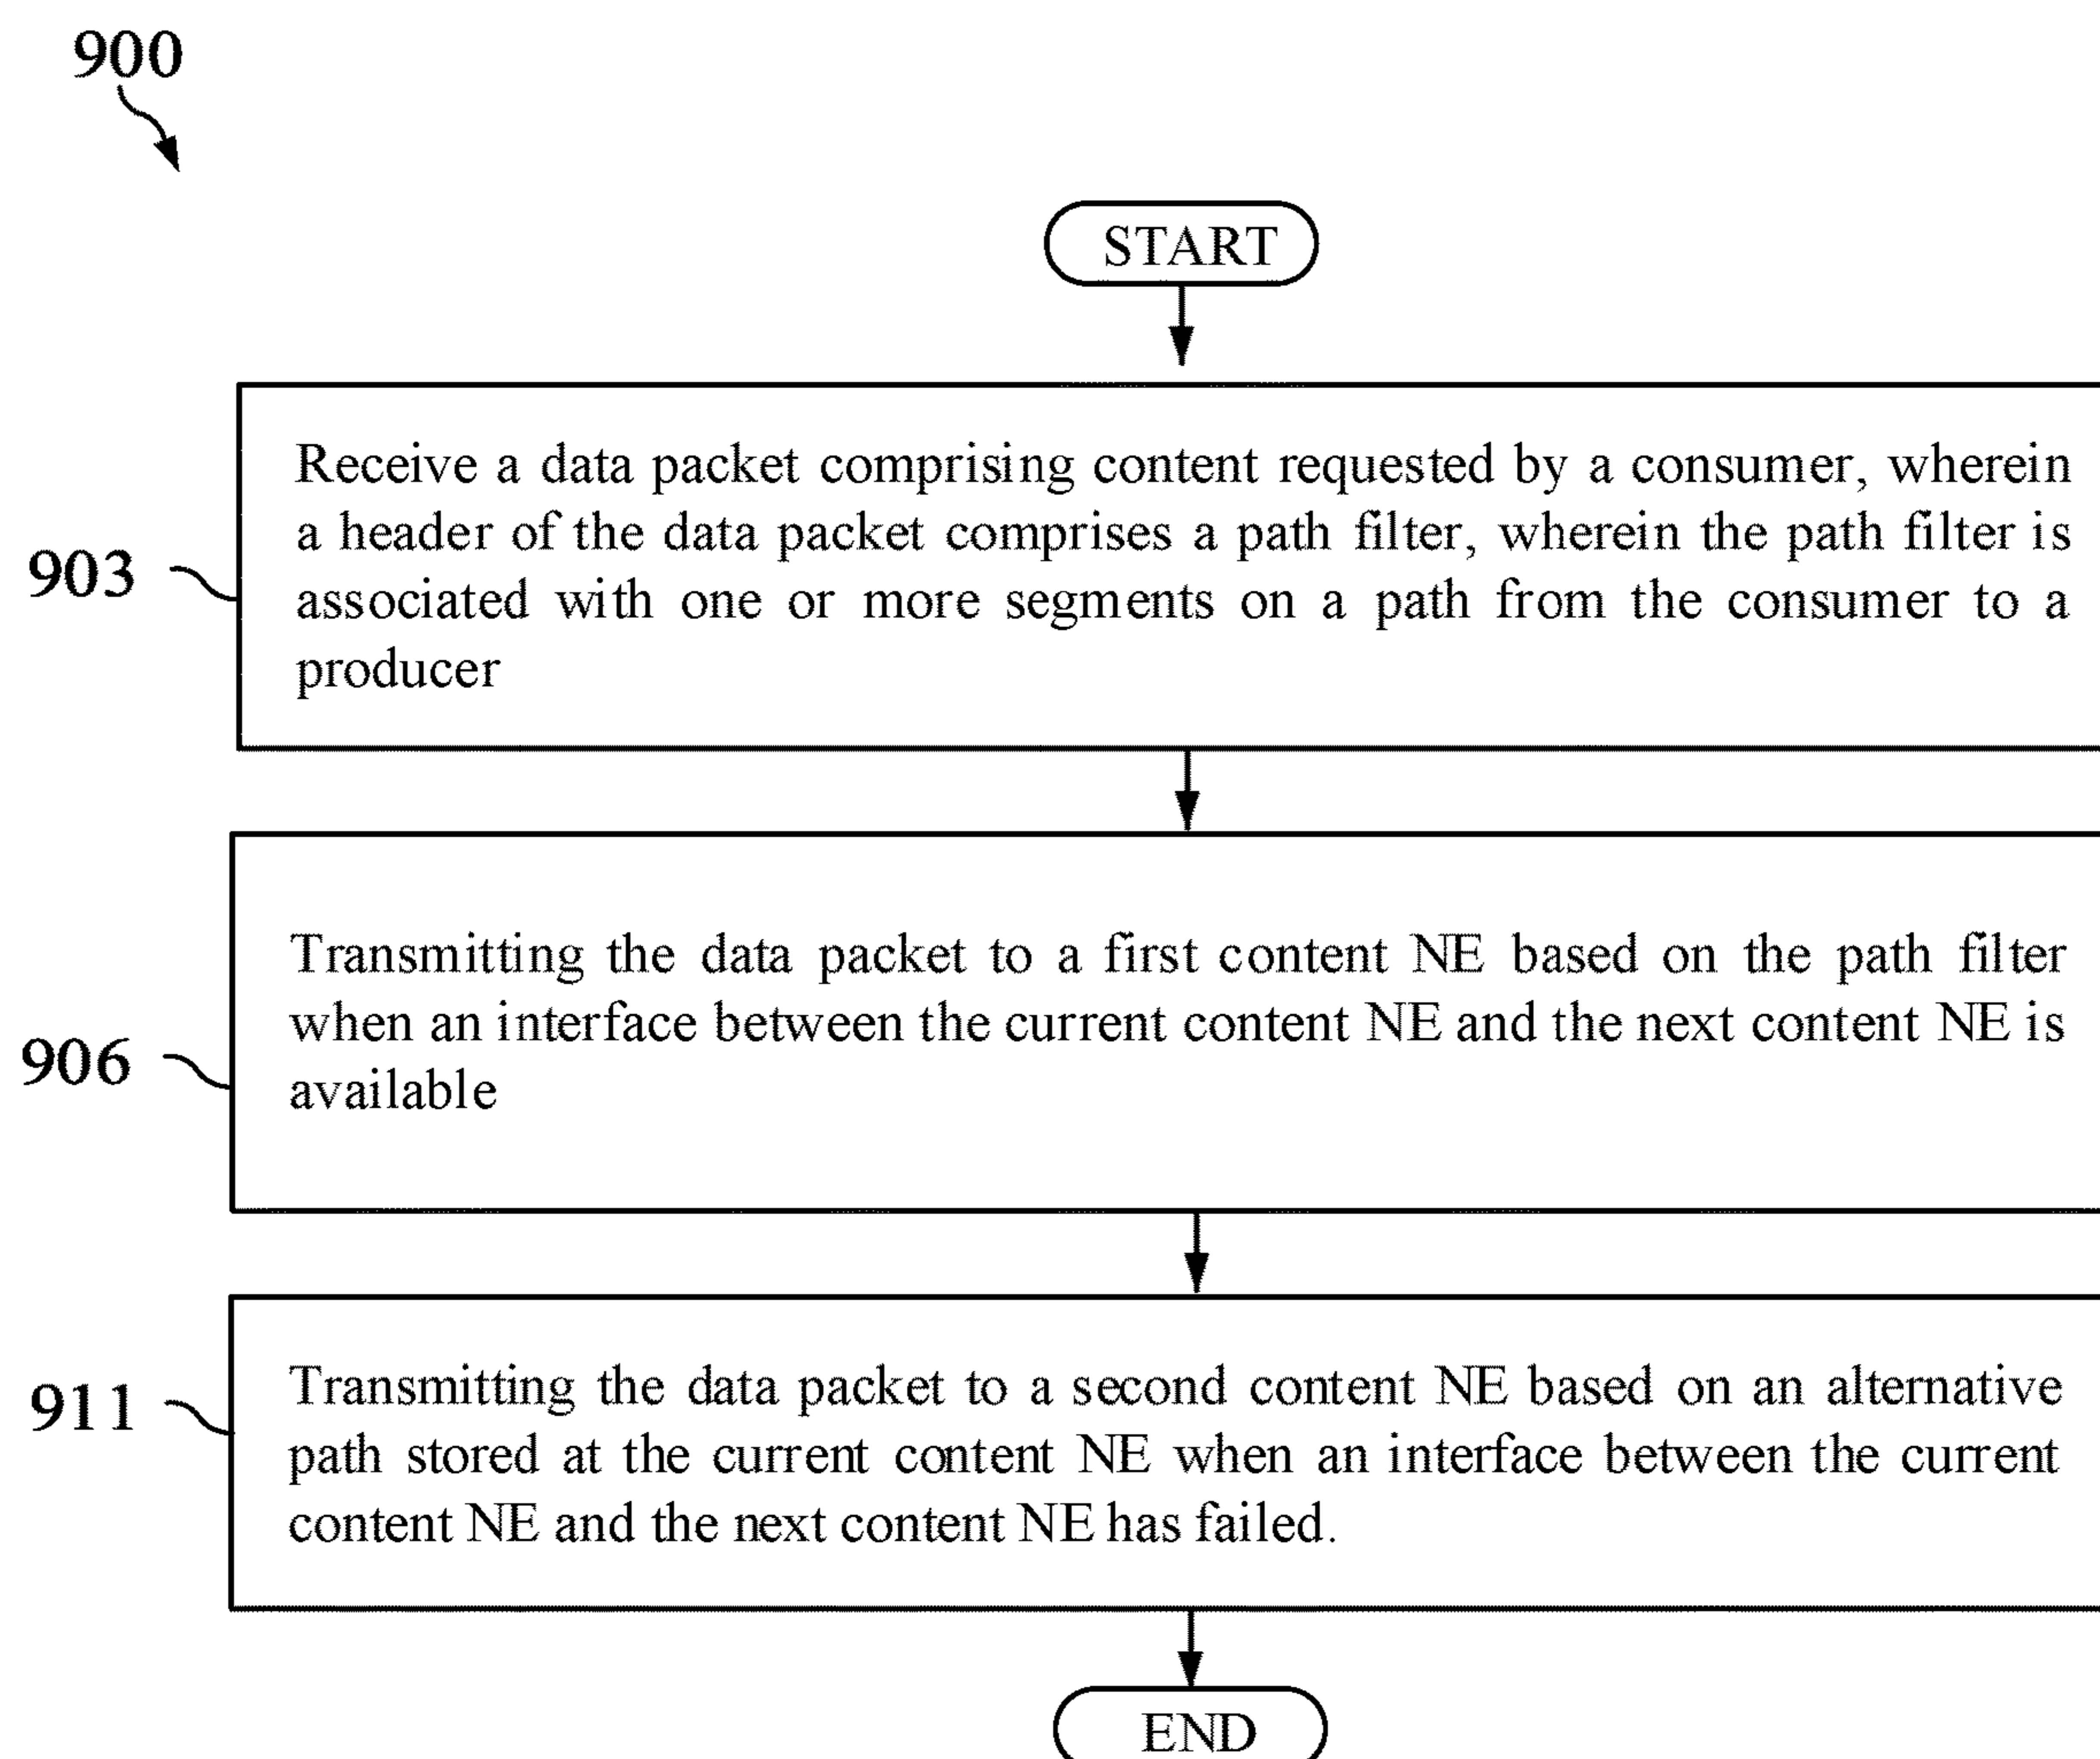 900
START
903
Receive a data packet comprising content requested by a consumer, wherein
a header of the data packet comprises a path filter, wherein the path filter is
associated with one or more segments on a path from the consumer to a
producer
906
Transmitting the data packet to a first content NE based on the path filter
when an interface between the current content NE and the next content NE is
available
911
Transmitting the data packet to a second content NE based on an alternative
path stored at the current content NE when an interface between the current
content NE and the next content NE has failed.
END